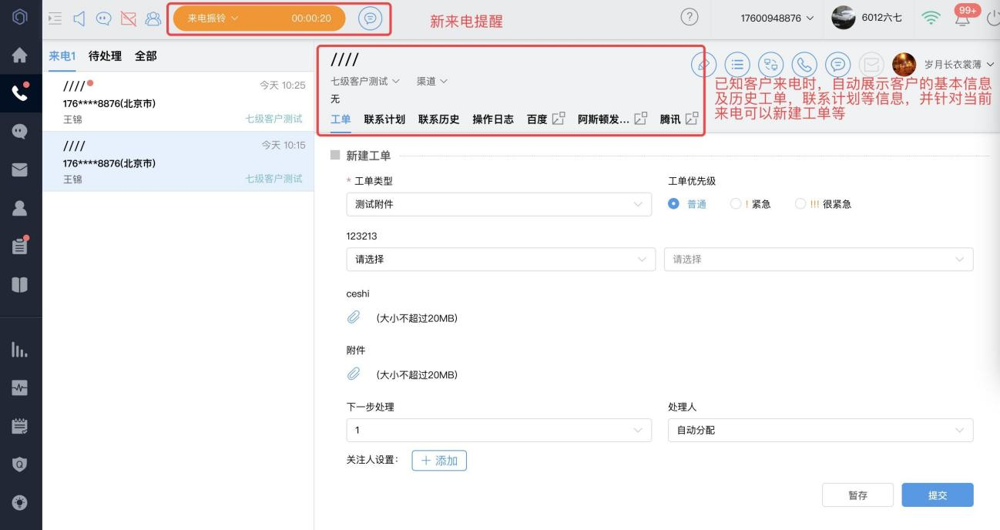 来电振铃 00:00:20
新来电提醒
?
17600948876
6012六七
99+
来电1 待处理 全部
////
今天 10:25
176****8876(北京市)
王锦
七级客户测试
////
今天 10:15
176****8876(北京市)
王锦
七级客户测试
////
七级客户测试 渠道
无
工单 联系计划 联系历史 操作日志 百度 阿斯顿发... 腾讯
岁月长衣裳薄
已知客户来电时，自动展示客户的基本信息
及历史工单，联系计划等信息，并针对当前
来电可以新建工单等
新建工单
* 工单类型
测试附件
工单优先级
普通 ! 紧急 !!! 很紧急
123213
请选择
请选择
ceshi
(大小不超过20MB)
附件
(大小不超过20MB)
下一步处理
1
处理人
自动分配
关注人设置：
+ 添加
暂存
提交